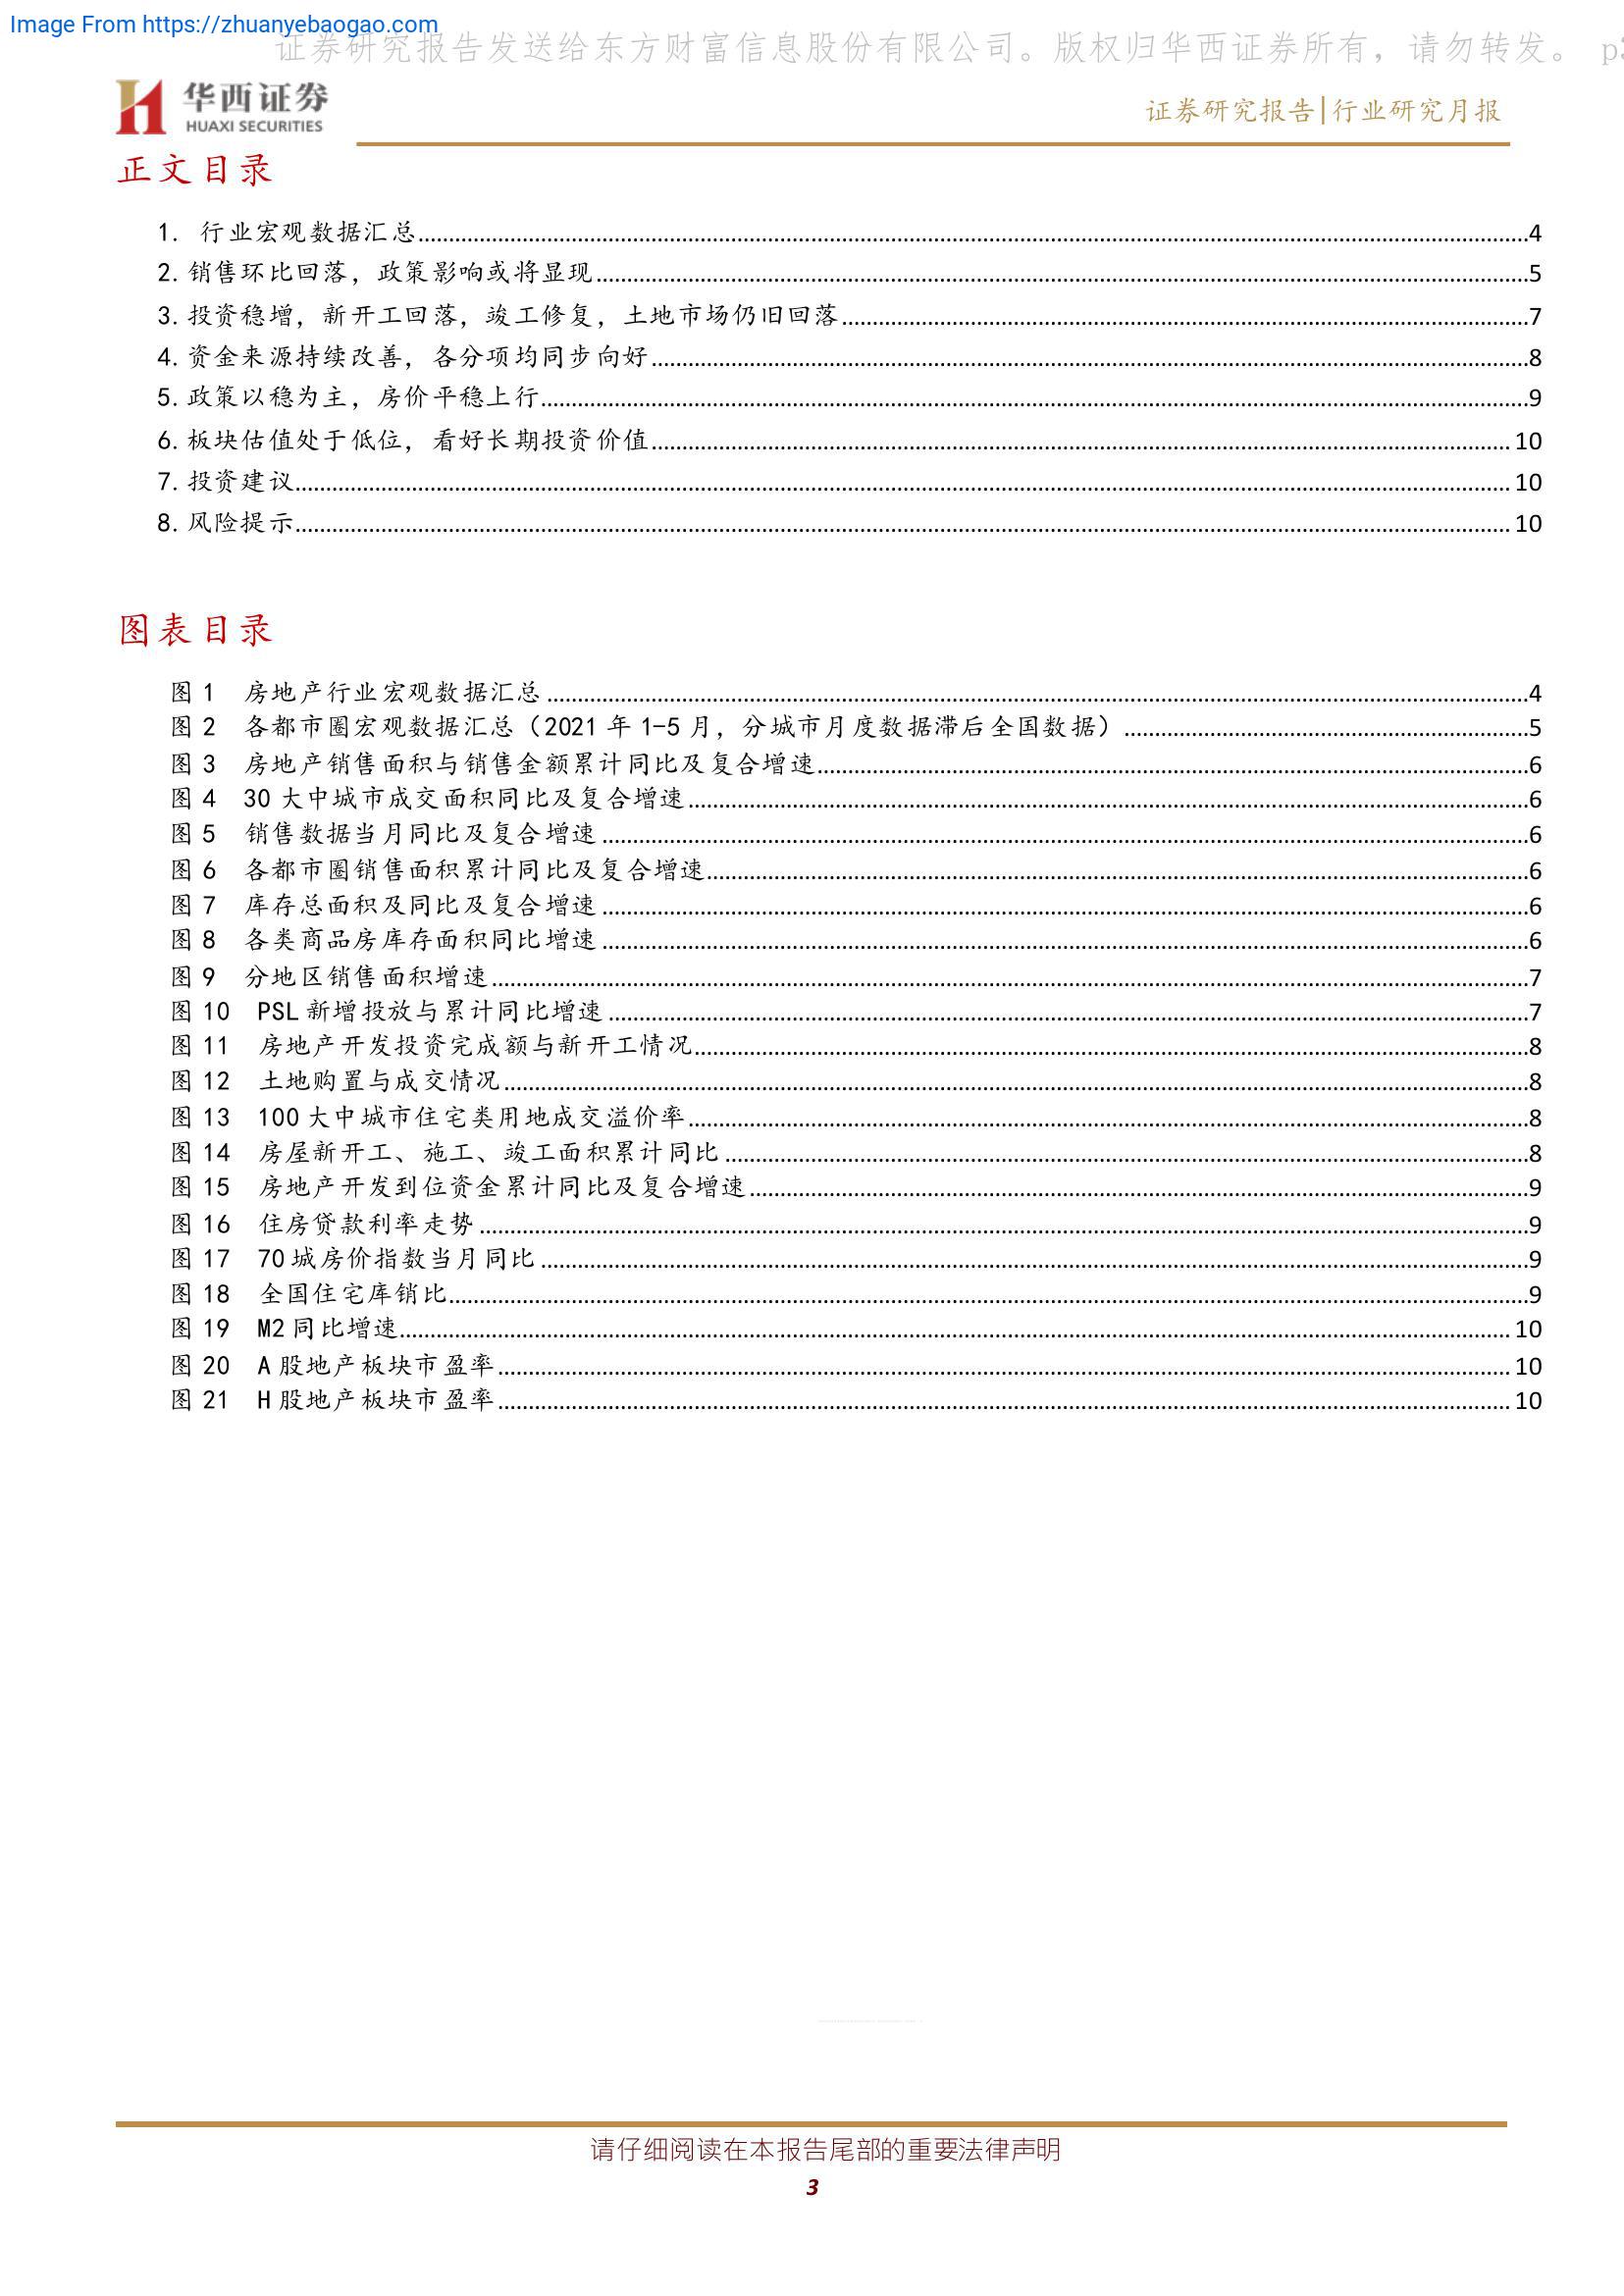 Image From https://zhuanyebaogao.com
证券研究报告发送给东方财富信息股份有限公司。版权归华西证券所有，请勿转发。 p3
华西证券
HUAXI SECURITIES
证券研究报告|行业研究月报
正文目录
1. 行业宏观数据汇总 4
2. 销售环比回落，政策影响或将显现 5
3. 投资稳增，新开工回落，竣工修复，土地市场仍旧回落 7
4. 资金来源持续改善，各分项均同步向好 8
5. 政策以稳为主，房价平稳上行 9
6. 板块估值处于低位，看好长期投资价值 10
7. 投资建议 10
8. 风险提示 10
图表目录
图 1 房地产行业宏观数据汇总 4
图 2 各都市圈宏观数据汇总（2021 年 1-5 月，分城市月度数据滞后全国数据） 5
图 3 房地产销售面积与销售金额累计同比及复合增速 6
图 4 30 大中城市成交面积同比及复合增速 6
图 5 销售数据当月同比及复合增速 6
图 6 各都市圈销售面积累计同比及复合增速 6
图 7 库存总面积及同比及复合增速 6
图 8 各类商品房库存面积同比增速 6
图 9 分地区销售面积增速 7
图 10 PSL 新增投放与累计同比增速 7
图 11 房地产开发投资完成额与新开工情况 8
图 12 土地购置与成交情况 8
图 13 100 大中城市住宅类用地成交溢价率 8
图 14 房屋新开工、施工、竣工面积累计同比 8
图 15 房地产开发到位资金累计同比及复合增速 9
图 16 住房贷款利率走势 9
图 17 70 城房价指数当月同比 9
图 18 全国住宅库销比 9
图 19 M2 同比增速 10
图 20 A 股地产板块市盈率 10
图 21 H 股地产板块市盈率 10
请仔细阅读在本报告尾部的重要法律声明
3